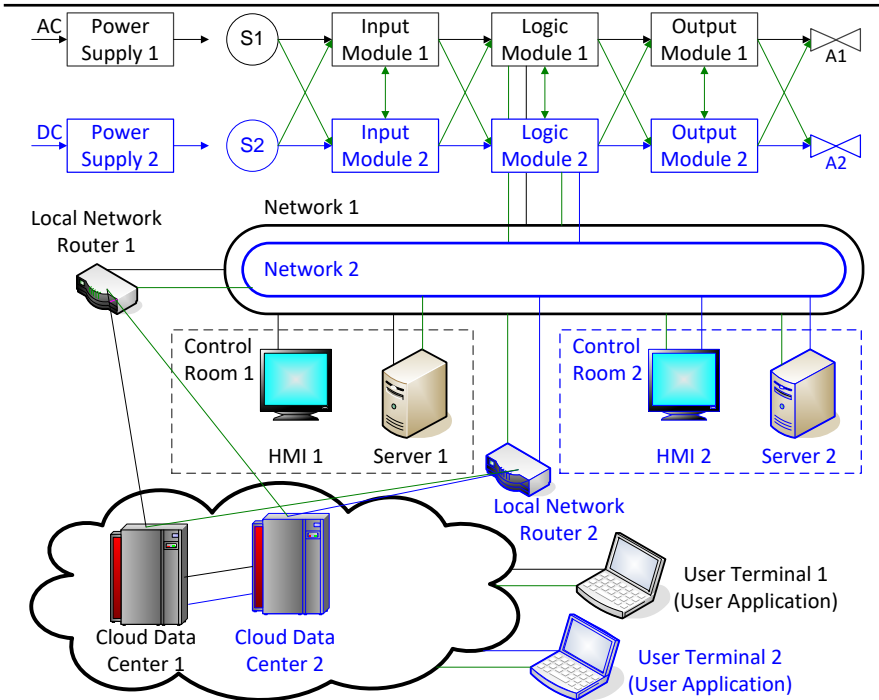 AC
Power
Supply 1
S1
Input
Module 1
Logic
Module 1
Output
Module 1
A1
DC
Power
Supply 2
S2
Input
Module 2
Logic
Module 2
Output
Module 2
A2
Network 1
Local Network
Router 1
Network 2
Control
Room 1
HMI 1
Server 1
Control
Room 2
HMI 2
Server 2
Local Network
Router 2
Cloud Data
Center 1
Cloud Data
Center 2
User Terminal 1
(User Application)
User Terminal 2
(User Application)